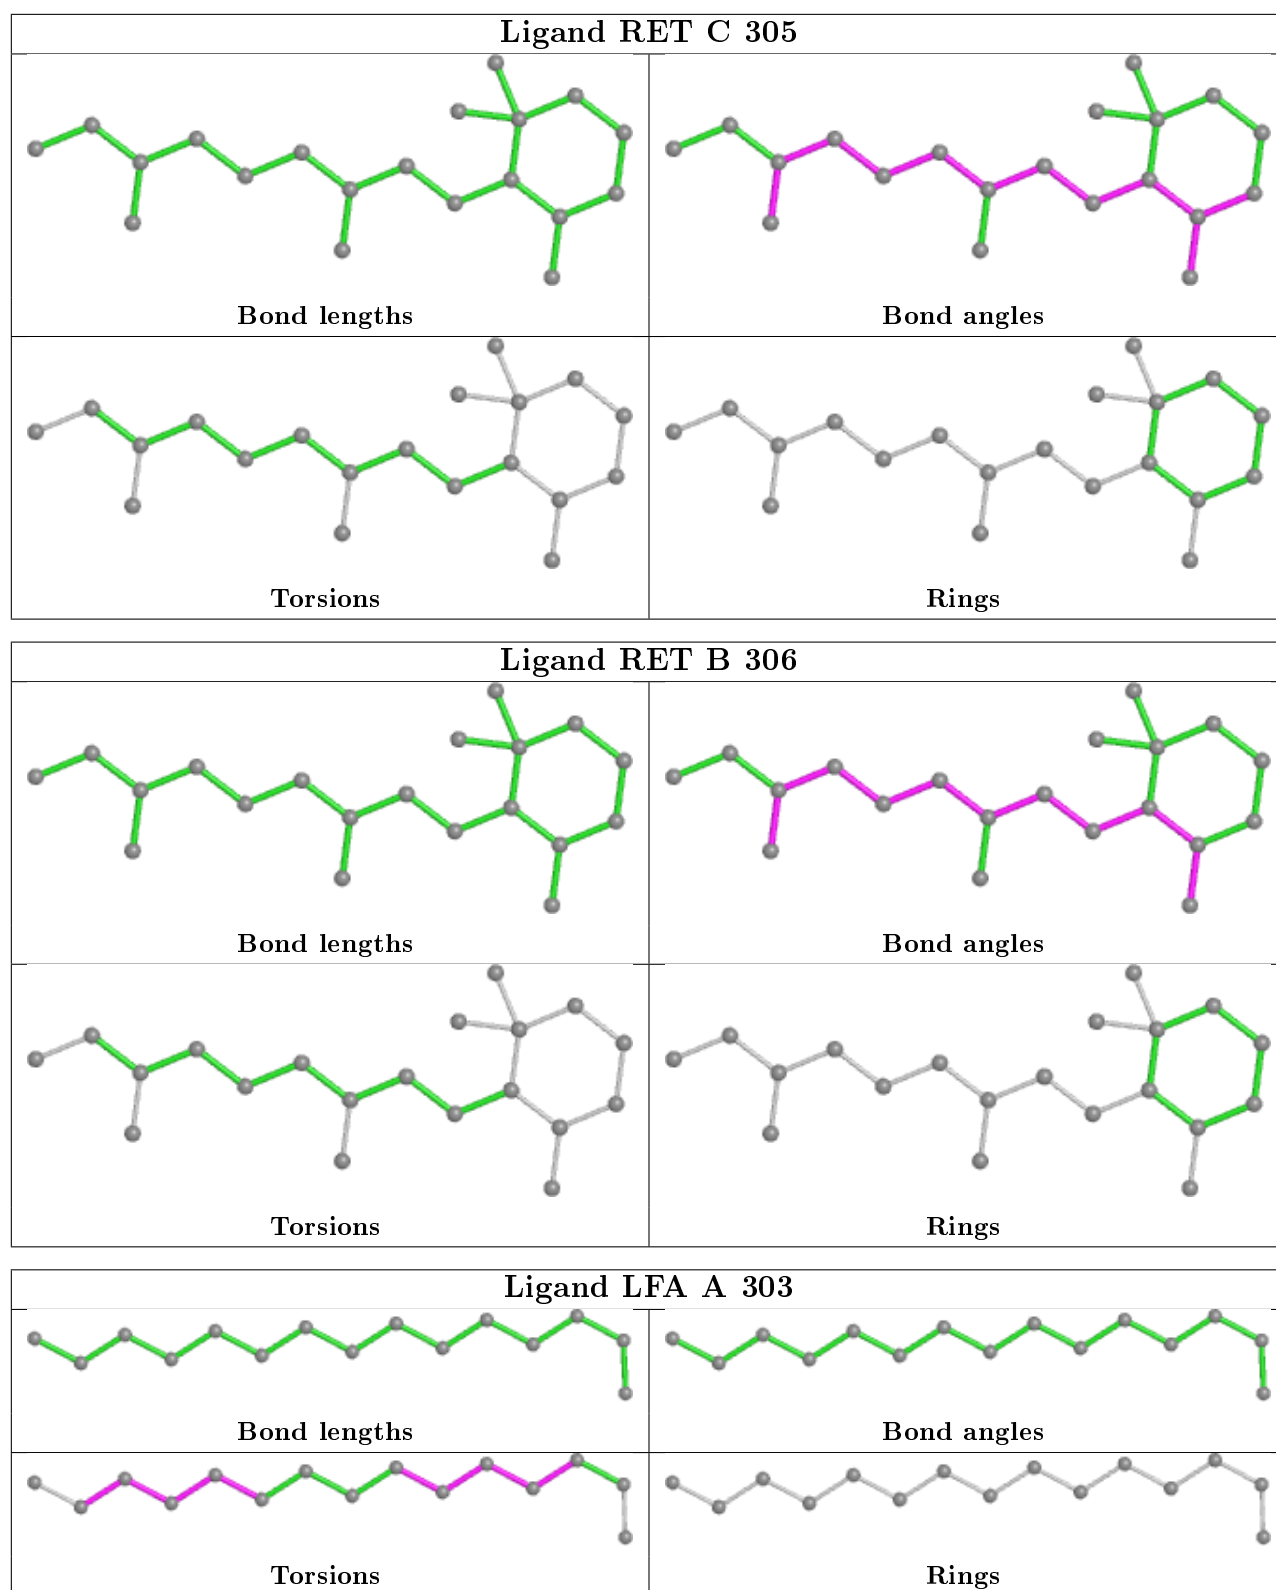 Ligand RET C 305
Bond lengths
Bond angles
Torsions
Rings
Ligand RET B 306
Bond lengths
Bond angles
Torsions
Rings
Ligand LFA A 303
Bond lengths
Bond angles
Torsions
Rings